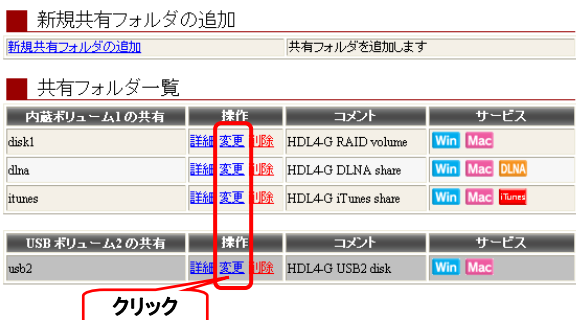 新規共有フォルダの追加
新規共有フォルダの追加 共有フォルダを追加します
共有フォルダ一覧
内蔵ボリューム1の共有 操作 コメント サービス
disk1 詳細 変更 削除 HDL4-G RAID volume Win Mac
dlna 詳細 変更 削除 HDL4-G DLNA share Win Mac DLNA
itunes 詳細 変更 削除 HDL4-G iTunes share Win Mac iTunes
USB ボリューム2の共有 操作 コメント サービス
usb2 詳細 変更 削除 HDL4-G USB2 disk Win Mac
クリック